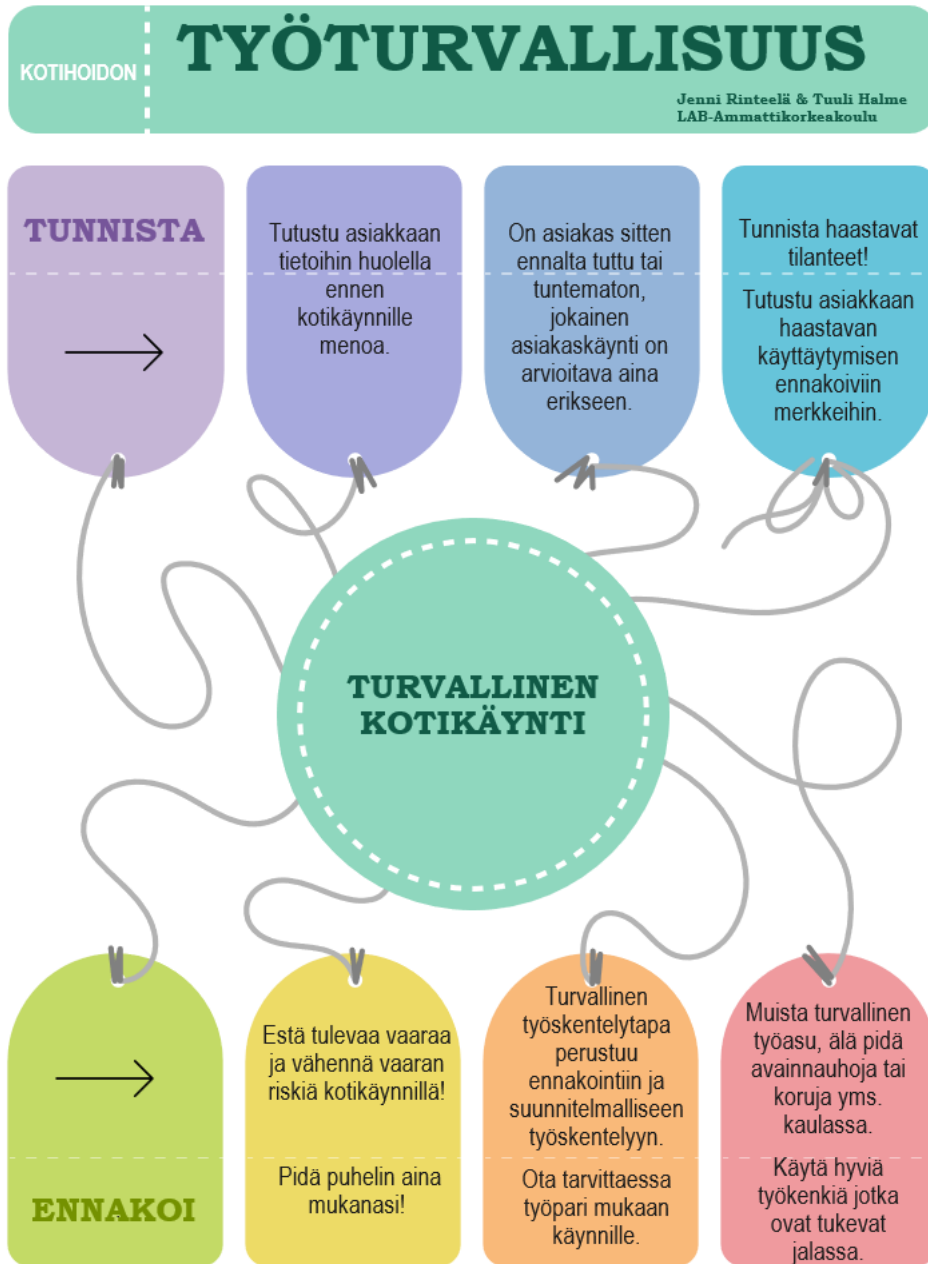 KOTIHOIDON
TYÖTURVALLISUUS
Jenni Rinteelä & Tuuli Halme
LAB-Ammattikorkeakoulu
TUNNISTA
Tutustu asiakkaan
tietoihin huolella
ennen
kotikäynnille
menoa.
On asiakas sitten
ennalta tuttu tai
tuntematon,
jokainen
asiakaskäynti on
arvioitava aina
erikseen.
Tunnista haastavat
tilanteet!
Tutustu asiakkaan
haastavan
käyttäytymisen
ennakoiviin
merkkeihin.
TURVALLINEN
KOTIKÄYNTI
ENNAKOI
Estä tulevaa vaaraa
ja vähennä vaaran
riskiä kotikäynnillä!
Pidä puhelin aina
mukanasi!
Turvallinen
työskentelytapa
perustuu
ennakointiin ja
suunnitelmalliseen
työskentelyyn.
Ota tarvittaessa
työpari mukaan
käynnille.
Muista turvallinen
työasu, älä pidä
avainnauhoja tai
koruja yms.
kaulassa.
Käytä hyviä
työkenkiä jotka
ovat tukevat
jalassa.